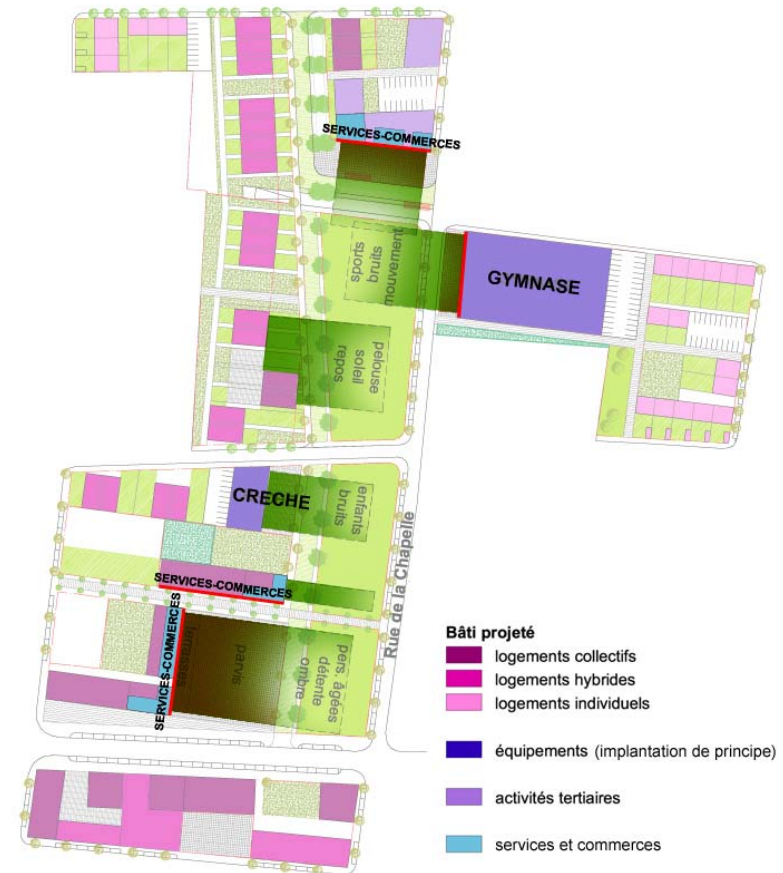 SERVICES-COMMERCES
sports
bruits
mouvement
GYMNASE
pelouse
soleil
repos
CRECHE
enfants
bruits
SERVICES-COMMERCES
SERVICES-COMMERCES
terrasses
parvis
pers. âgées
détente
ombre
Rue de la Chapelle
Bâti projeté
logements collectifs
logements hybrides
logements individuels
équipements (implantation de principe)
activités tertiaires
services et commerces